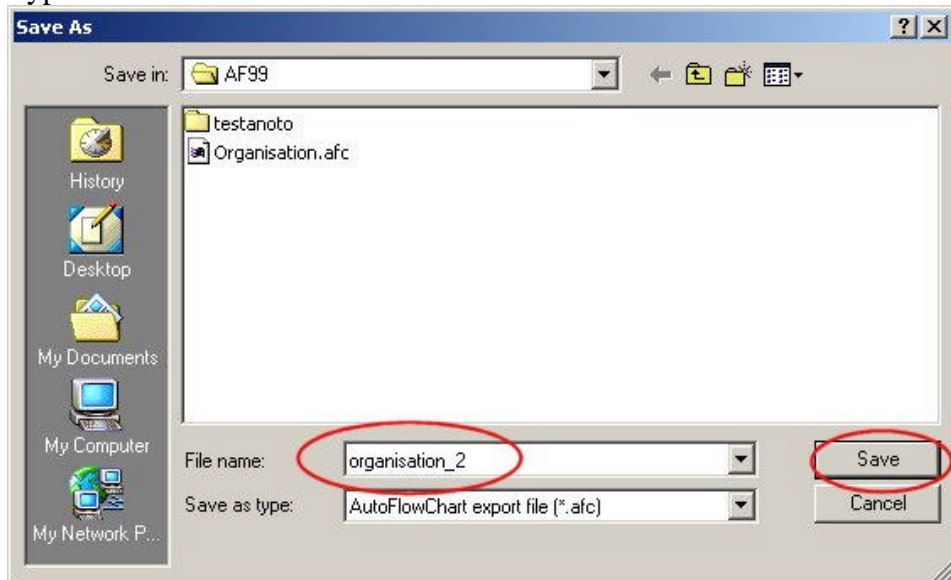 Save As
Save in: AF99
testanoto
Organisation.afc
History
Desktop
My Documents
My Computer
My Network P...
File name: organisation_2 Save
Save as type: AutoFlowChart export file (*.afc) Cancel